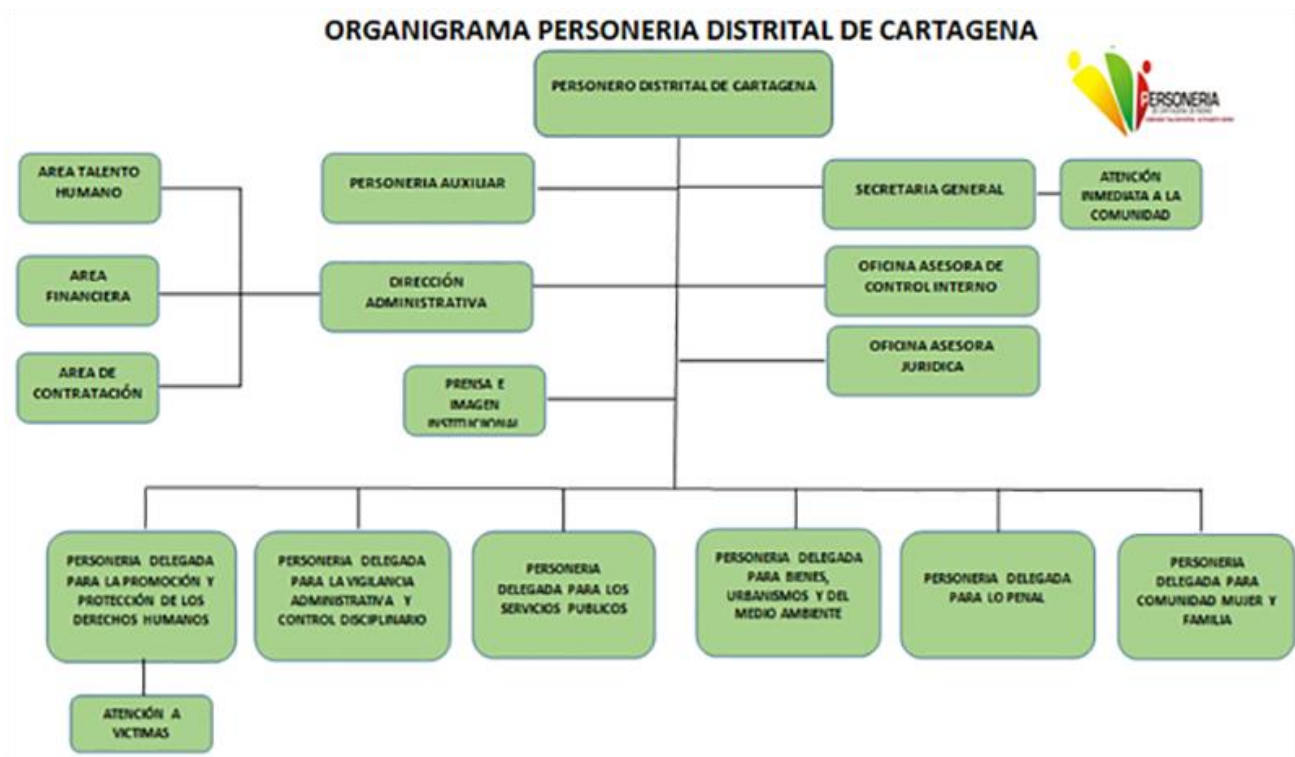 ORGANIGRAMA PERSONERIA DISTRITAL DE CARTAGENA
PERSONERO DISTRITAL DE CARTAGENA
PERSONERIA
AREA TALENTO
HUMANO
PERSONERIA AUXILIAR
SECRETARIA GENERAL
ATENCIÓN
INMEDIATA A LA
COMUNIDAD
AREA
FINANCIERA
DIRECCIÓN
ADMINISTRATIVA
OFICINA ASESORA DE
CONTROL INTERNO
AREA DE
CONTRATACIÓN
PRENSA E
IMAGEN
INSTITUCIONAL
OFICINA ASESORA
JURIDICA
PERSONERIA DELEGADA
PARA LA PROMOCIÓN Y
PROTECCIÓN DE LOS
DERECHOS HUMANOS
PERSONERIA DELEGADA
PARA LA VIGILANCIA
ADMINISTRATIVA Y
CONTROL DISCIPLINARIO
PERSONERIA
DELEGADA PARA LOS
SERVICIOS PUBLICOS
PERSONERIA DELEGADA
PARA BIENES,
URBANISMOS Y DEL
MEDIO AMBIENTE
PERSONERIA DELEGADA
PARA LO PENAL
PERSONERIA
DELEGADA PARA
COMUNIDAD MUJER Y
FAMILIA
ATENCIÓN A
VICTIMAS